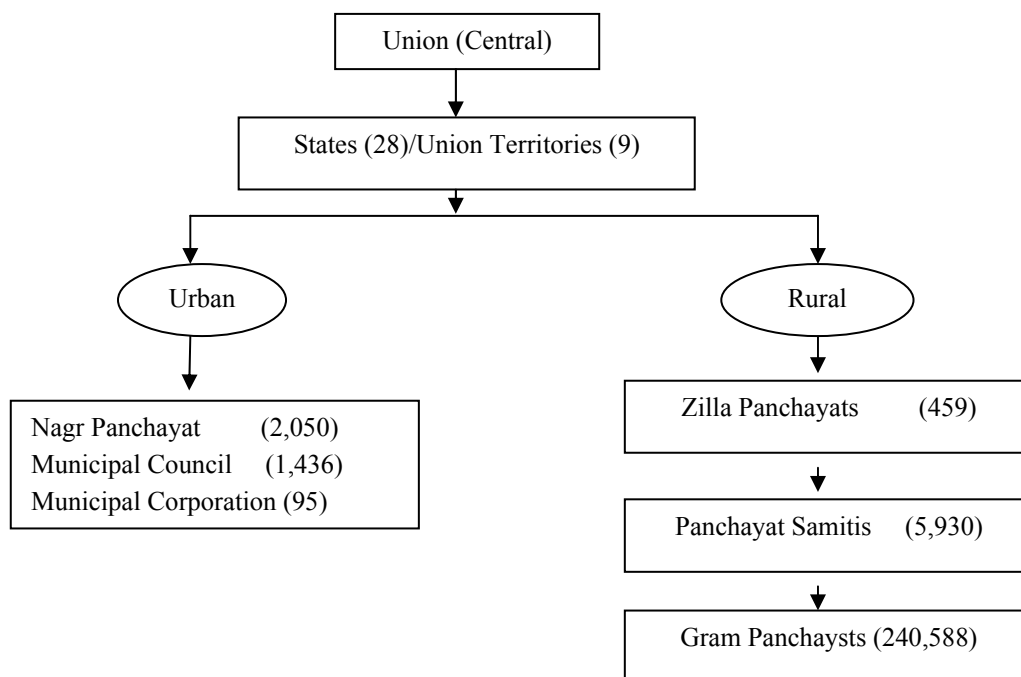 Union (Central)
States (28)/Union Territories (9)
Urban
Rural
Nagr Panchayat (2,050)
Municipal Council (1,436)
Municipal Corporation (95)
Zilla Panchayats (459)
Panchayat Samitis (5,930)
Gram Panchaysts (240,588)